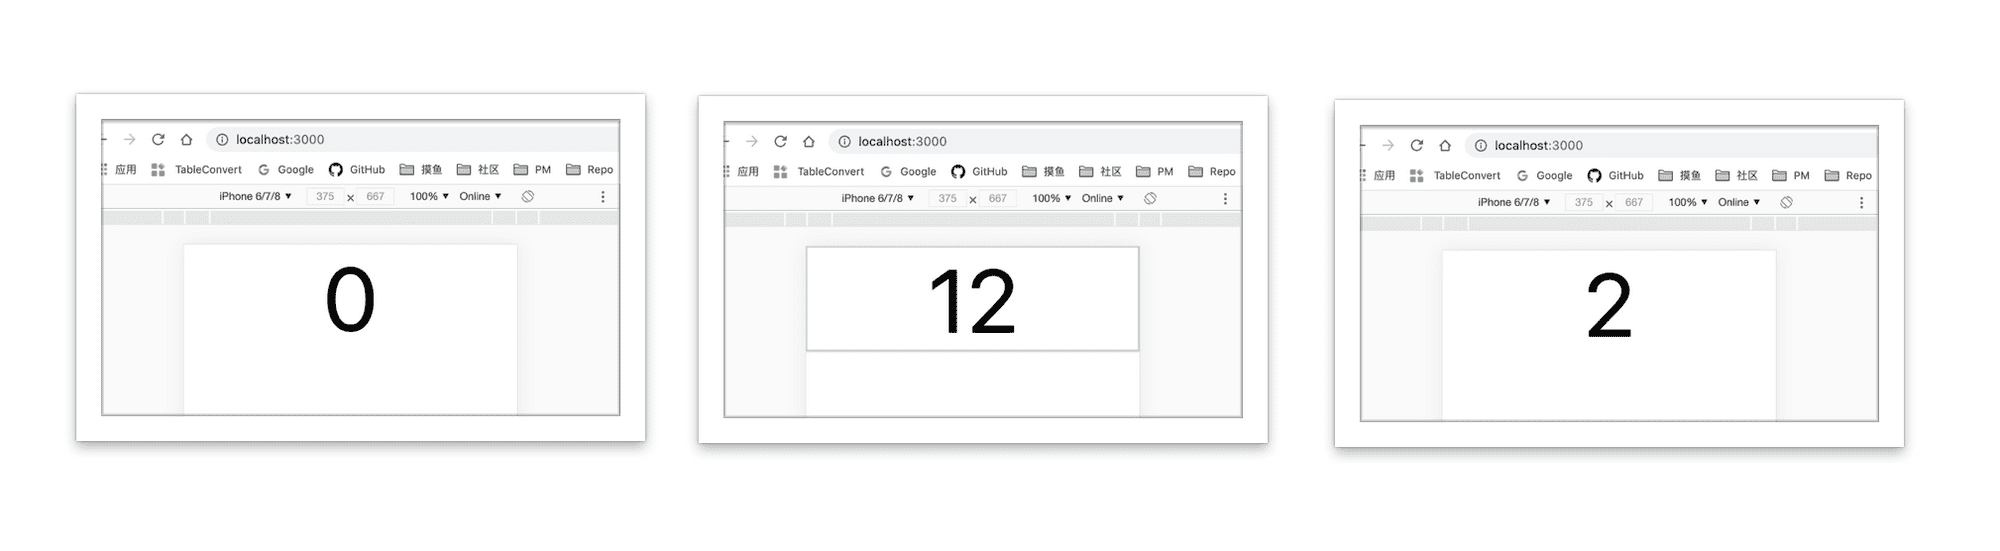 localhost:3000
应用 TableConvert Google GitHub 摸鱼 社区 PM Repo
iPhone 6/7/8 ▼ 375 × 667 100% ▼ Online ▼
0
localhost:3000
应用 TableConvert Google GitHub 摸鱼 社区 PM Repo
iPhone 6/7/8 ▼ 375 × 667 100% ▼ Online ▼
12
localhost:3000
应用 TableConvert Google GitHub 摸鱼 社区 PM Repo
iPhone 6/7/8 ▼ 375 × 667 100% ▼ Online ▼
2